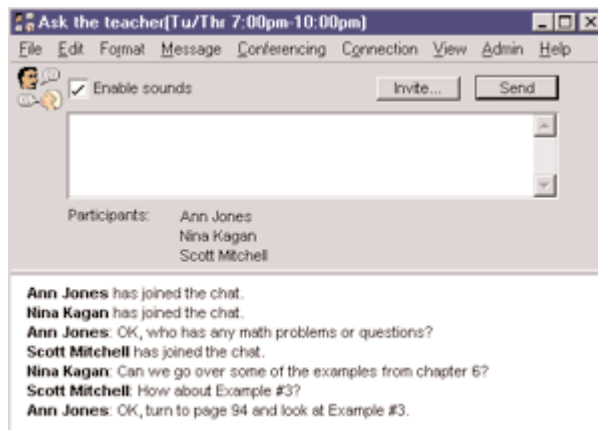 Ask the teacher(Tu/Thr 7:00pm-10:00pm)
File Edit Format Message Conferencing Connection View Admin Help
Enable sounds Invite... Send
Participants: Ann Jones
Nina Kagan
Scott Mitchell
Ann Jones has joined the chat.
Nina Kagan has joined the chat.
Ann Jones: OK, who has any math problems or questions?
Scott Mitchell has joined the chat.
Nina Kagan: Can we go over some of the examples from chapter 6?
Scott Mitchell: How about Example #3?
Ann Jones: OK, turn to page 94 and look at Example #3.